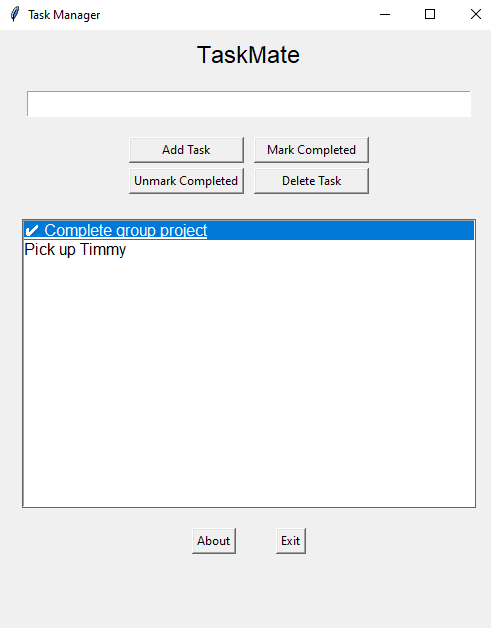 Task Manager
TaskMate
Add Task Mark Completed
Unmark Completed Delete Task
✔ Complete group project
Pick up Timmy
About Exit